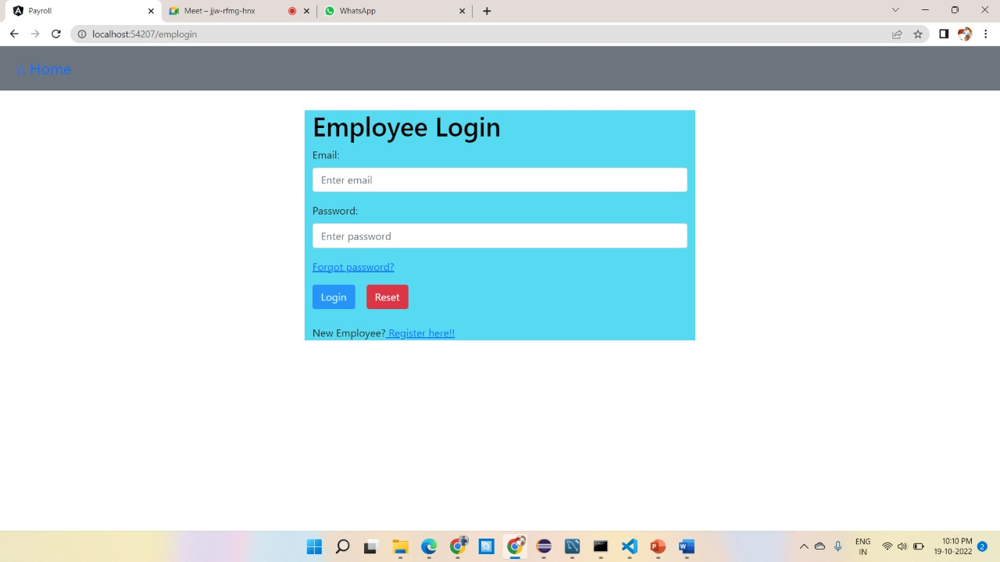 Payroll
Meet – jjw-rfmg-hnx
WhatsApp
localhost:54207/emplogin
⌂ Home
Employee Login
Email:
Enter email
Password:
Enter password
Forgot password?
Login Reset
New Employee? Register here!!
ENG
IN
10:10 PM
19-10-2022
2